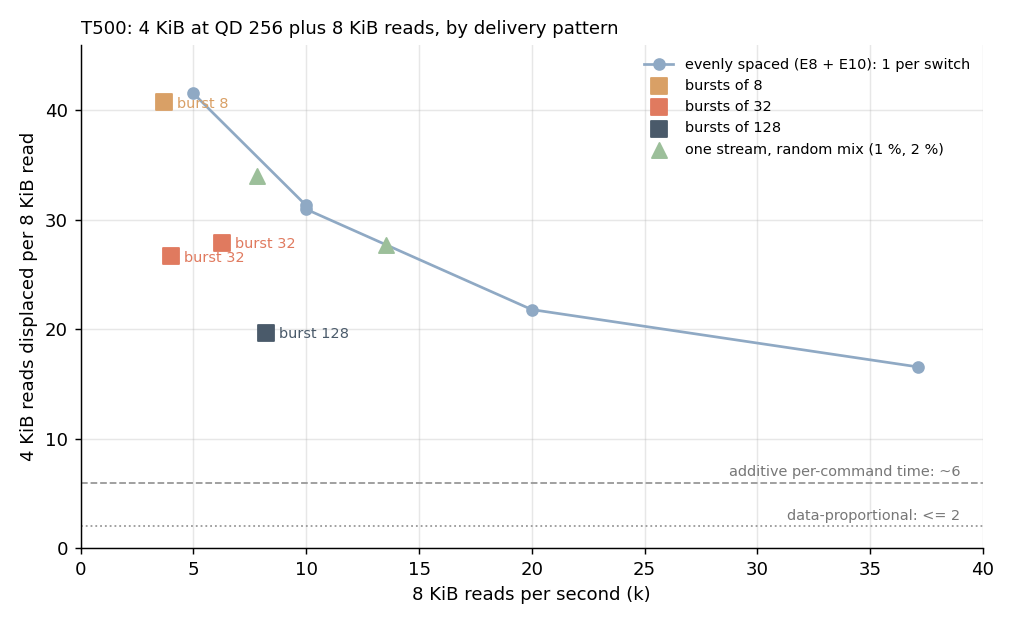 T500: 4 KiB at QD 256 plus 8 KiB reads, by delivery pattern
evenly spaced (E8 + E10): 1 per switch
bursts of 8
bursts of 32
bursts of 128
one stream, random mix (1 %, 2 %)
burst 8
burst 32
burst 32
burst 128
additive per-command time: ~6
data-proportional: <= 2
4 KiB reads displaced per 8 KiB read
40
30
20
10
0
0 5 10 15 20 25 30 35 40
8 KiB reads per second (k)